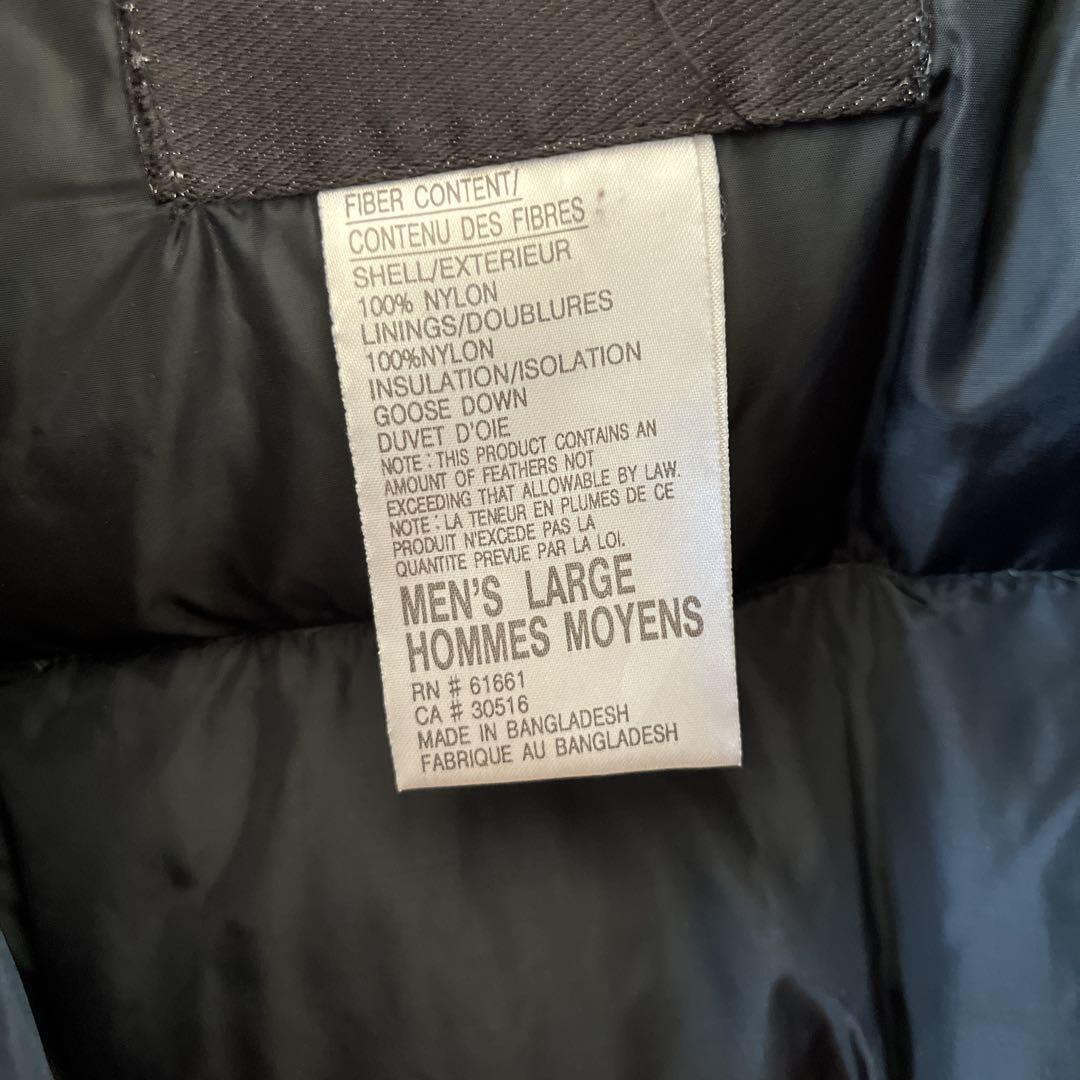 FIBER CONTENT/
CONTENU DES FIBRES
SHELL/EXTERIEUR
100% NYLON
LININGS/DOUBLURES
100%NYLON
INSULATION/ISOLATION
GOOSE DOWN
DUVET D'OIE
NOTE : THIS PRODUCT CONTAINS AN
AMOUNT OF FEATHERS NOT
EXCEEDING THAT ALLOWABLE BY LAW.
NOTE : LA TENEUR EN PLUMES DE CE
PRODUIT N'EXCEDE PAS LA
QUANTITE PREVUE PAR LA LOI.
MEN'S LARGE
HOMMES MOYENS
RN # 61661
CA # 30516
MADE IN BANGLADESH
FABRIQUE AU BANGLADESH